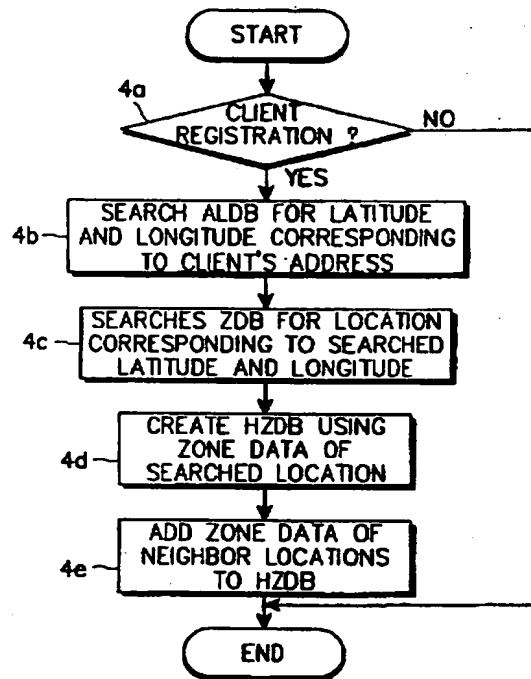 START
4a
CLIENT
REGISTRATION ?
NO
YES
4b
SEARCH ALDB FOR LATITUDE
AND LONGITUDE CORRESPONDING
TO CLIENT'S ADDRESS
4c
SEARCHES ZDB FOR LOCATION
CORRESPONDING TO SEARCHED
LATITUDE AND LONGITUDE
4d
CREATE HZDB USING
ZONE DATA OF
SEARCHED LOCATION
4e
ADD ZONE DATA OF
NEIGHBOR LOCATIONS
TO HZDB
END